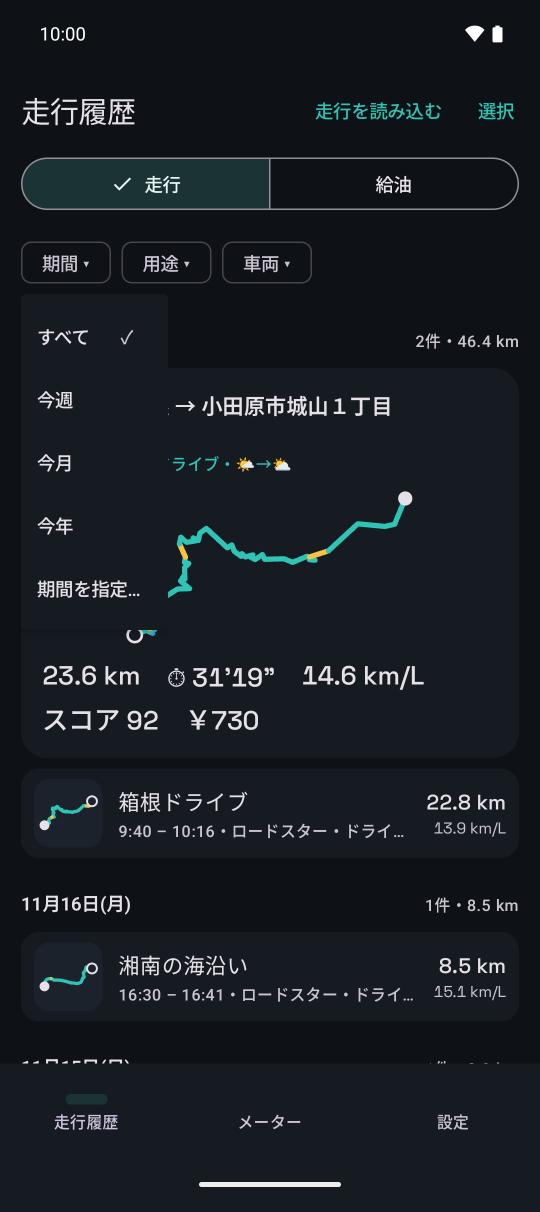 10:00
走行履歴
走行を読み込む
選択
走行
給油
期間 ▾
用途 ▾
車両 ▾
すべて ✓
今週
今月
今年
期間を指定...
2件・46.4 km
→ 小田原市城山１丁目
ライブ・🌤️→⛅
23.6 km ⏱ 31’19” 14.6 km/L
スコア 92 ￥730
箱根ドライブ
22.8 km
9:40 – 10:16・ロードスター・ドライ...
13.9 km/L
11月16日(月)
1件・8.5 km
湘南の海沿い
8.5 km
16:30 – 16:41・ロードスター・ドライ...
15.1 km/L
走行履歴
メーター
設定